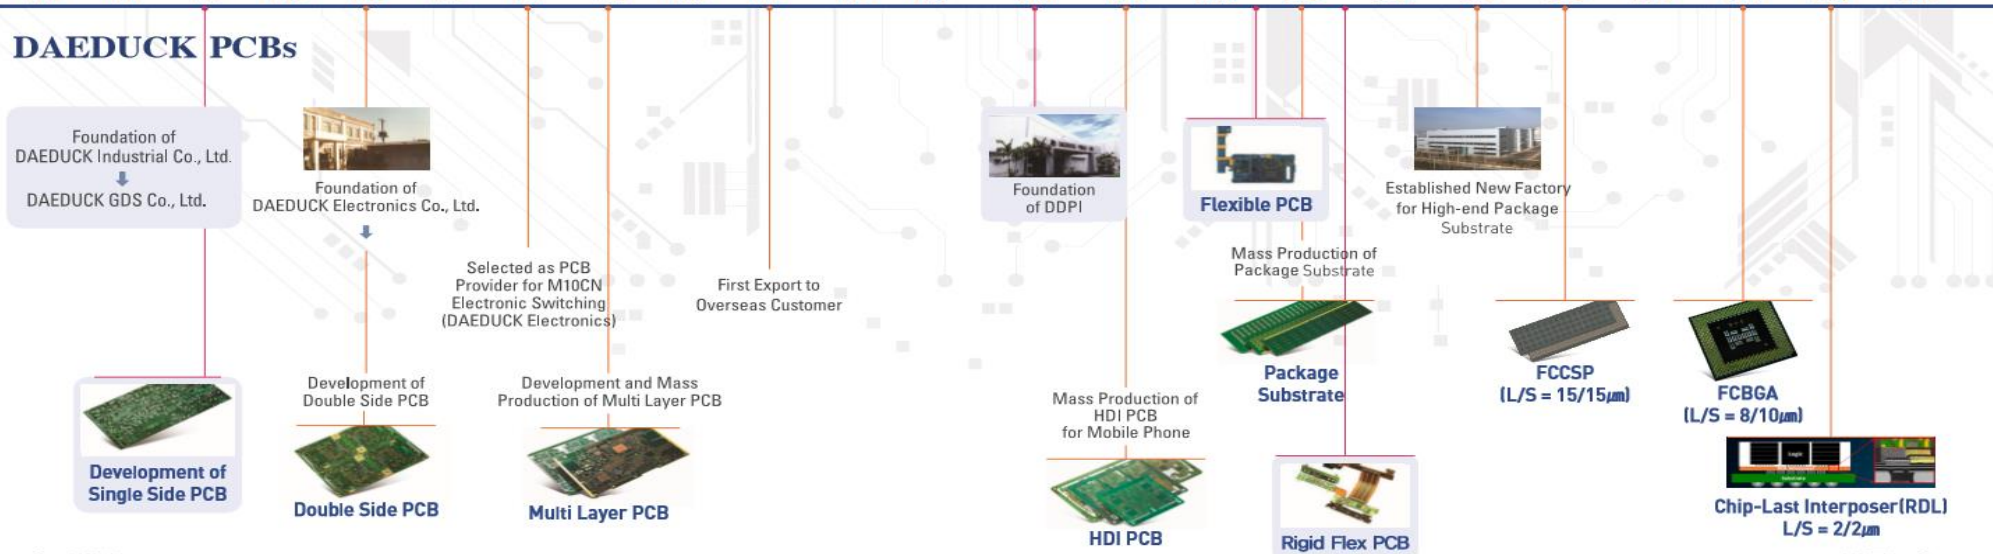 DAEDUCK PCBs
Foundation of
DAEDUCK Industrial Co., Ltd.
DAEDUCK GDS Co., Ltd.
Development of
Single Side PCB
Foundation of
DAEDUCK Electronics Co., Ltd.
Development of
Double Side PCB
Double Side PCB
Selected as PCB
Provider for M10CN
Electronic Switching
(DAEDUCK Electronics)
Development and Mass
Production of Multi Layer PCB
Multi Layer PCB
First Export to
Overseas Customer
Foundation
of DDPI
Mass Production of
HDI PCB
for Mobile Phone
HDI PCB
Flexible PCB
Mass Production of
Package Substrate
Package
Substrate
Rigid Flex PCB
Established New Factory
for High-end Package
Substrate
FCCSP
(L/S = 15/15㎛)
FCBGA
(L/S = 8/10㎛)
Logic
Substrate
Chip-Last Interposer(RDL)
L/S = 2/2㎛